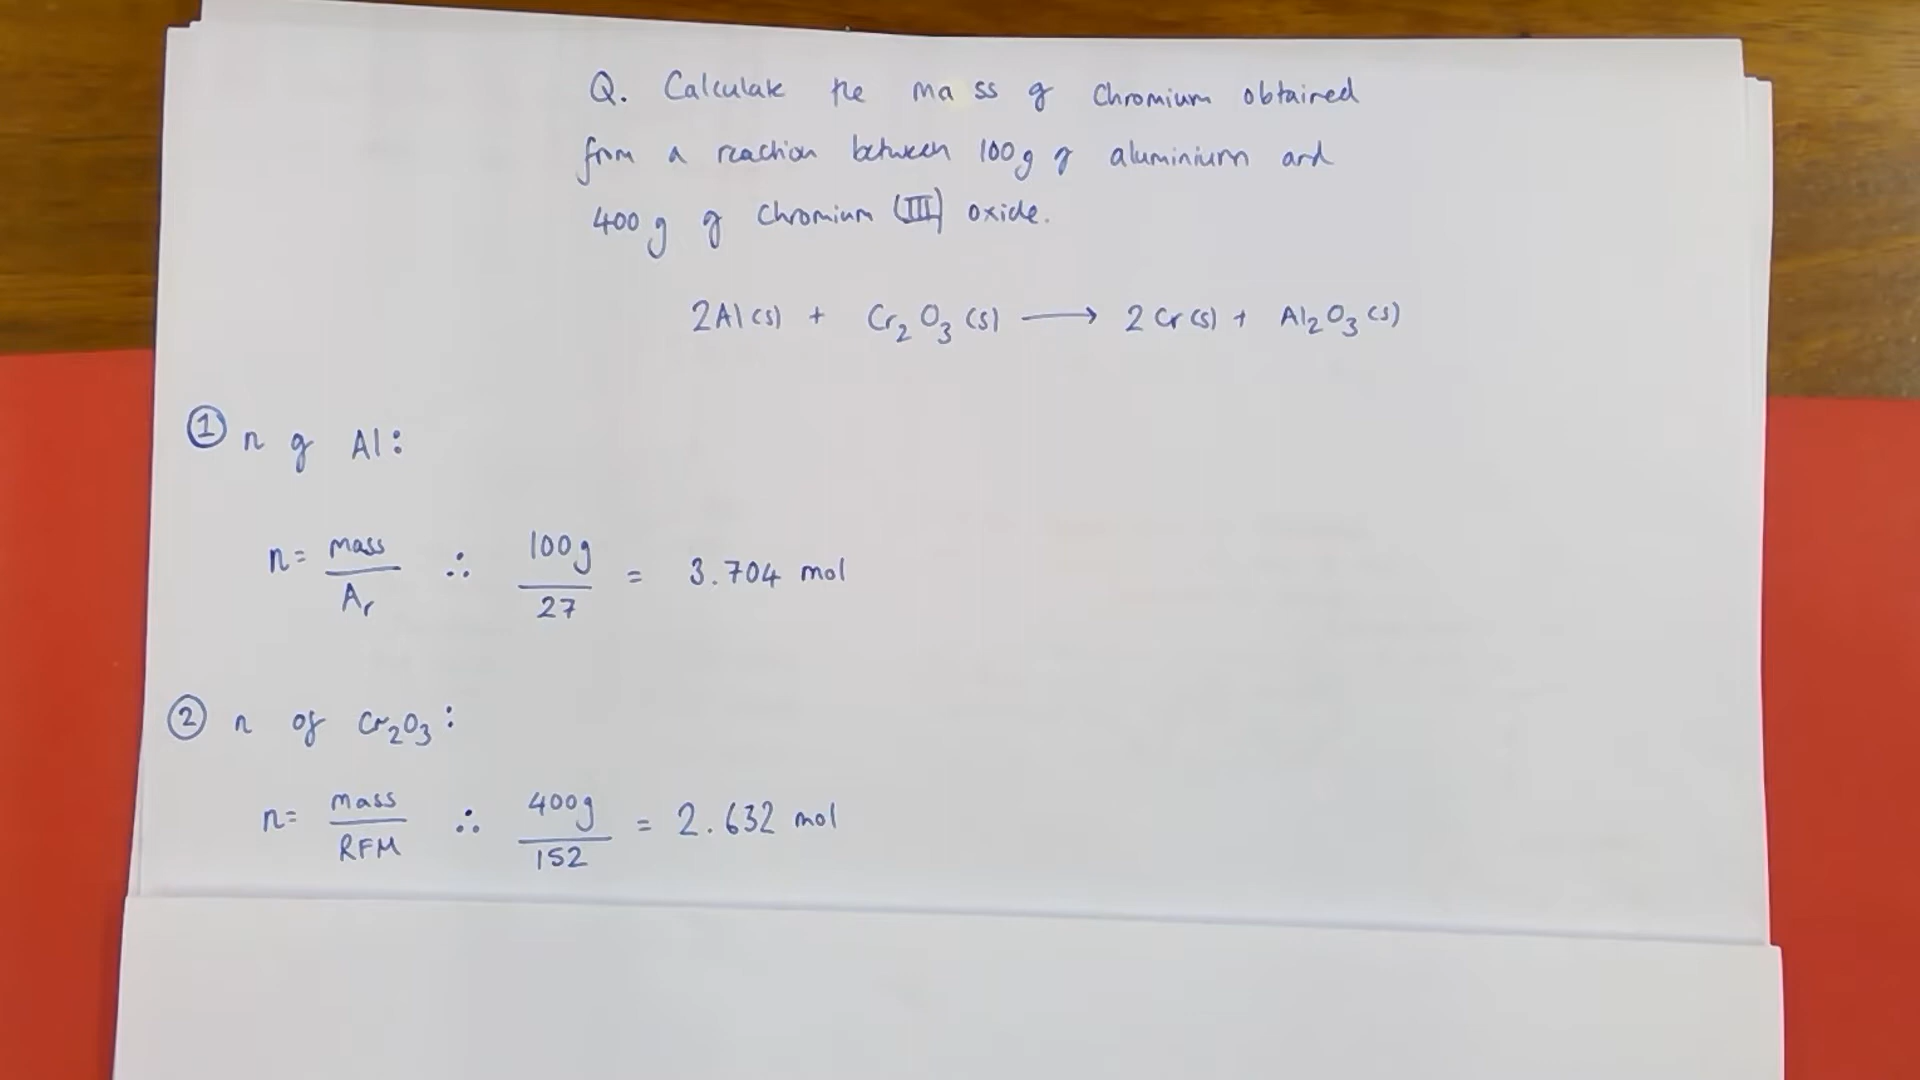 Q. Calculate the mass of chromium obtained
from a reaction between 100g of aluminium and
400g of chromium (III) oxide.
2Al(s) + Cr₂O₃(s) ⟶ 2Cr(s) + Al₂O₃(s)
① n of Al:
n = mass/Aᵣ ∴ 100g/27 = 3.704 mol
② n of Cr₂O₃:
n = mass/RFM ∴ 400g/152 = 2.632 mol